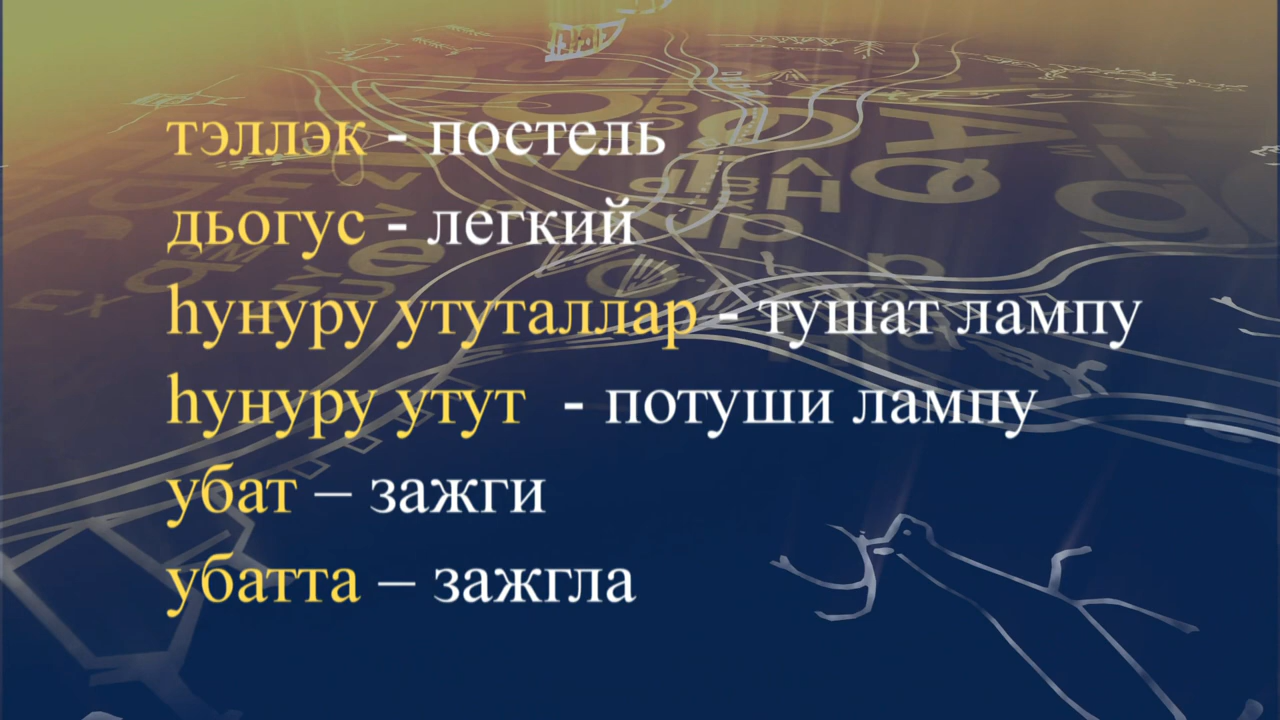 тэллэк - постель
дьогус - легкий
һунуру утуталлар - тушат лампу
һунуру утут - потуши лампу
убат – зажги
убатта – зажгла